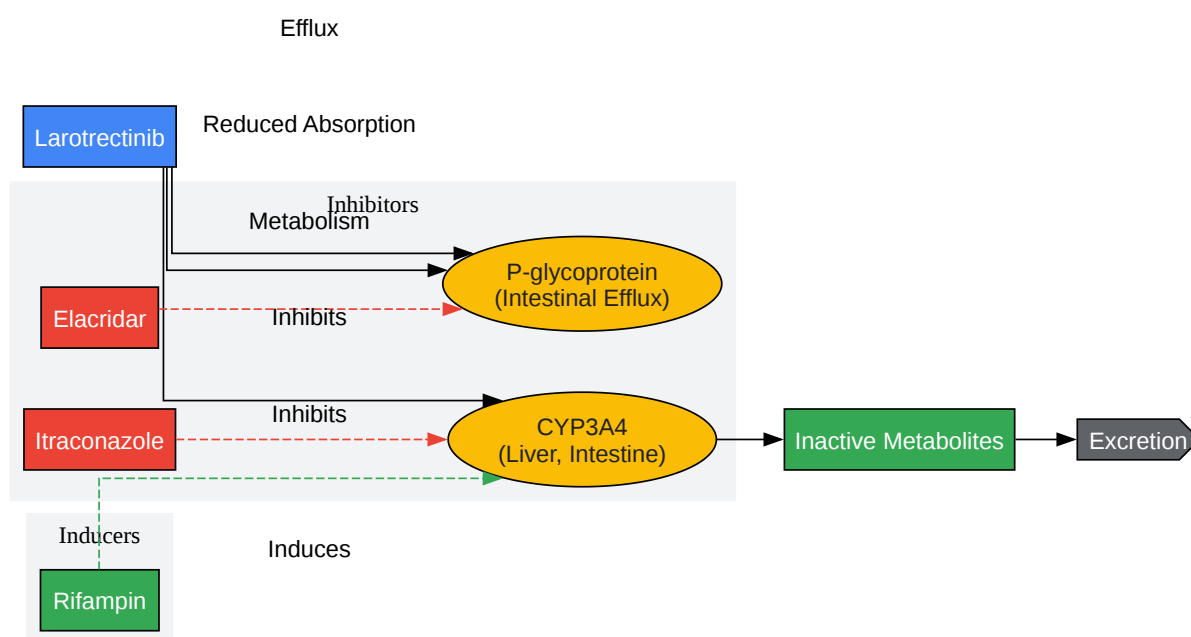 Efflux
Larotrectinib
Reduced Absorption
Inhibitors
Metabolism
P-glycoprotein
(Intestinal Efflux)
Elacridar
Inhibits
Itraconazole
Inhibits
CYP3A4
(Liver, Intestine)
Inactive Metabolites
Excretion
Inducers
Induces
Rifampin